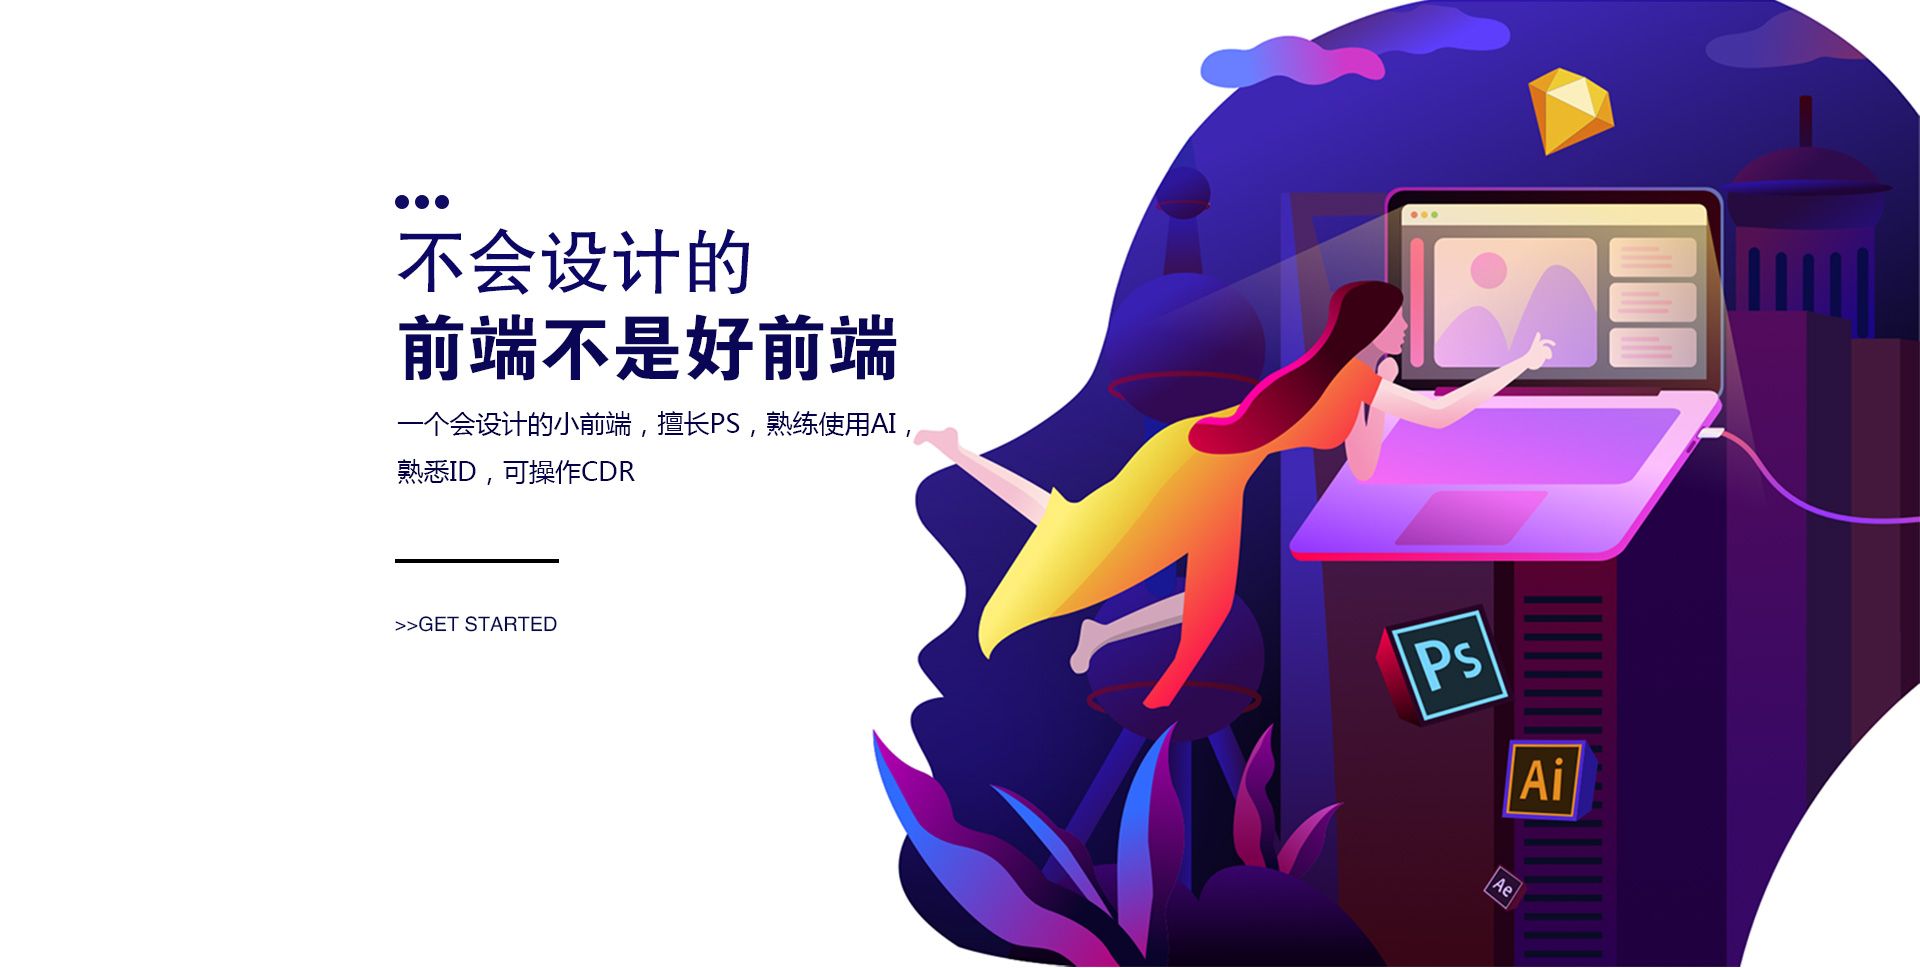 不会设计的
前端不是好前端
一个会设计的小前端，擅长PS，熟练使用AI，
熟悉ID，可操作CDR
>>GET STARTED
Ps
Ai
Ae